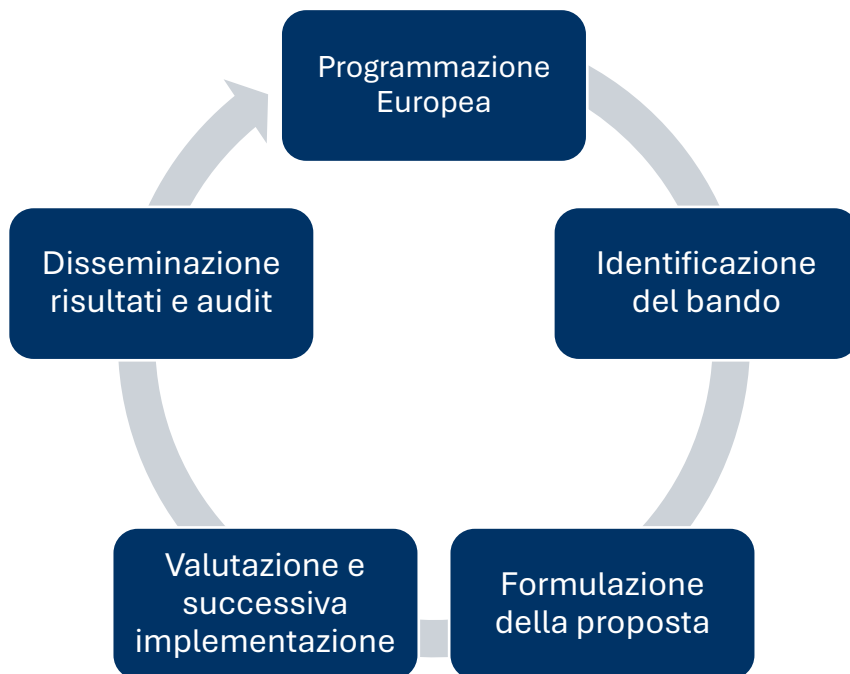 Programmazione
Europea
Identificazione
del bando
Formulazione
della proposta
Valutazione e
successiva
implementazione
Disseminazione
risultati e audit